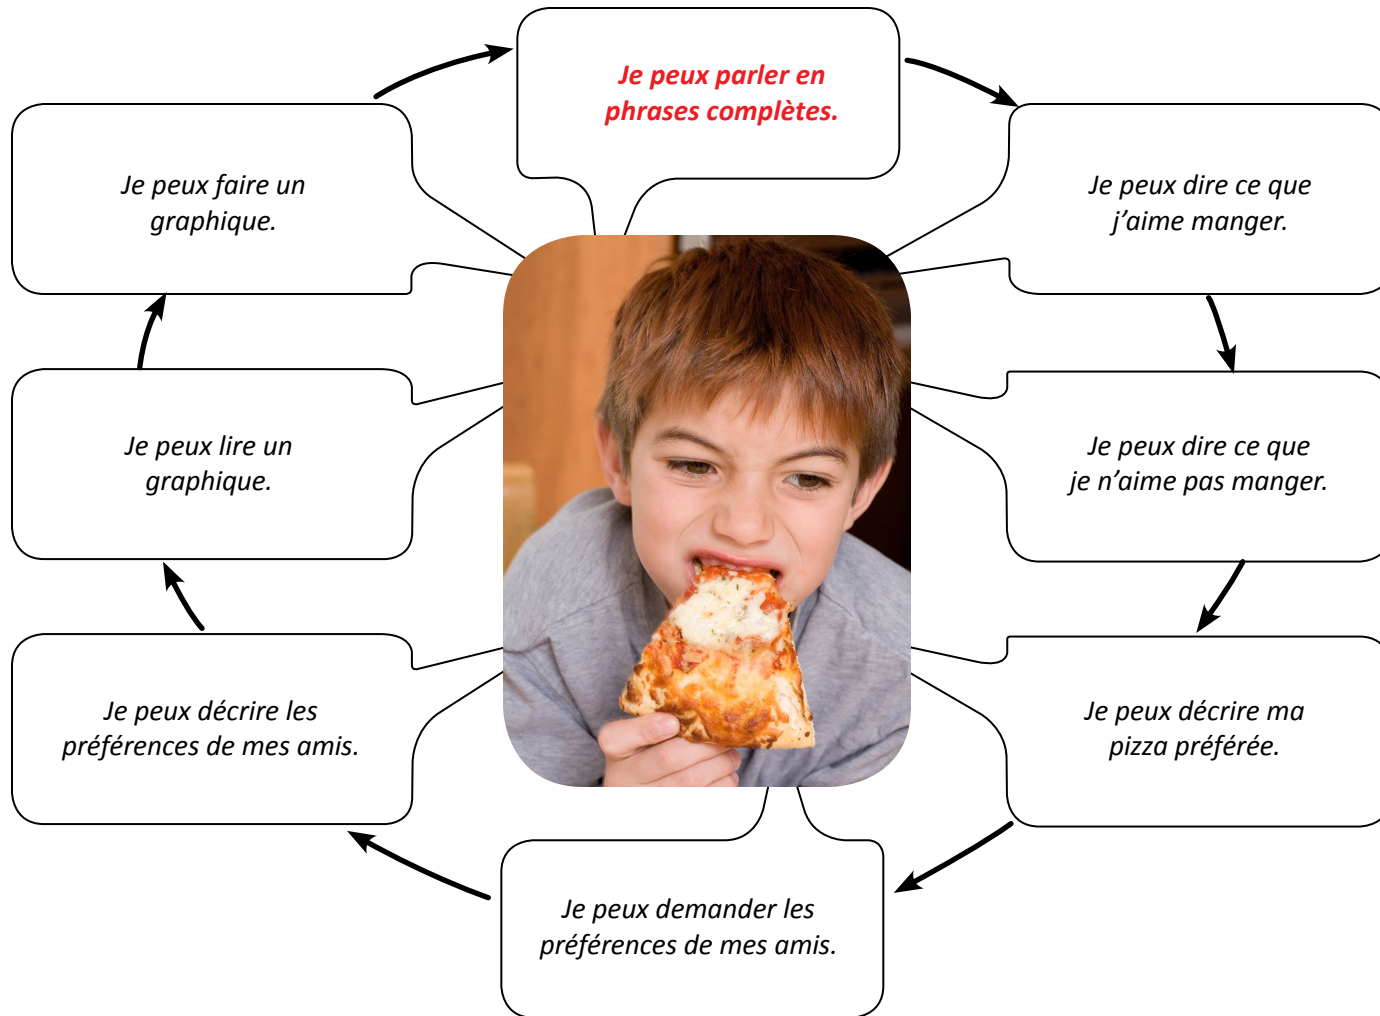 Je peux parler en
phrases complètes.
Je peux dire ce que
j’aime manger.
Je peux dire ce que
je n’aime pas manger.
Je peux décrire ma
pizza préférée.
Je peux demander les
préférences de mes amis.
Je peux décrire les
préférences de mes amis.
Je peux lire un
graphique.
Je peux faire un
graphique.